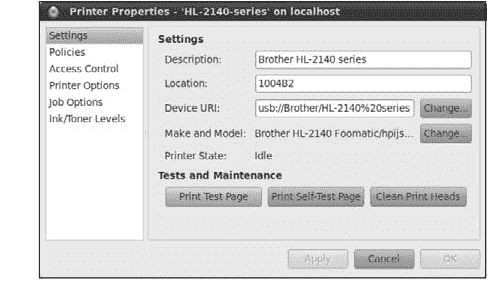 Printer Properties - 'HL-2140-series' on localhost
Settings
Policies
Access Control
Printer Options
Job Options
Ink/Toner Levels
Settings
Description: Brother HL-2140 series
Location: 1004B2
Device URI: usb://Brother/HL-2140%20series Change...
Make and Model: Brother HL-2140 Foomatic/hpijs... Change...
Printer State: Idle
Tests and Maintenance
Print Test Page Print Self-Test Page Clean Print Heads
Apply Cancel OK